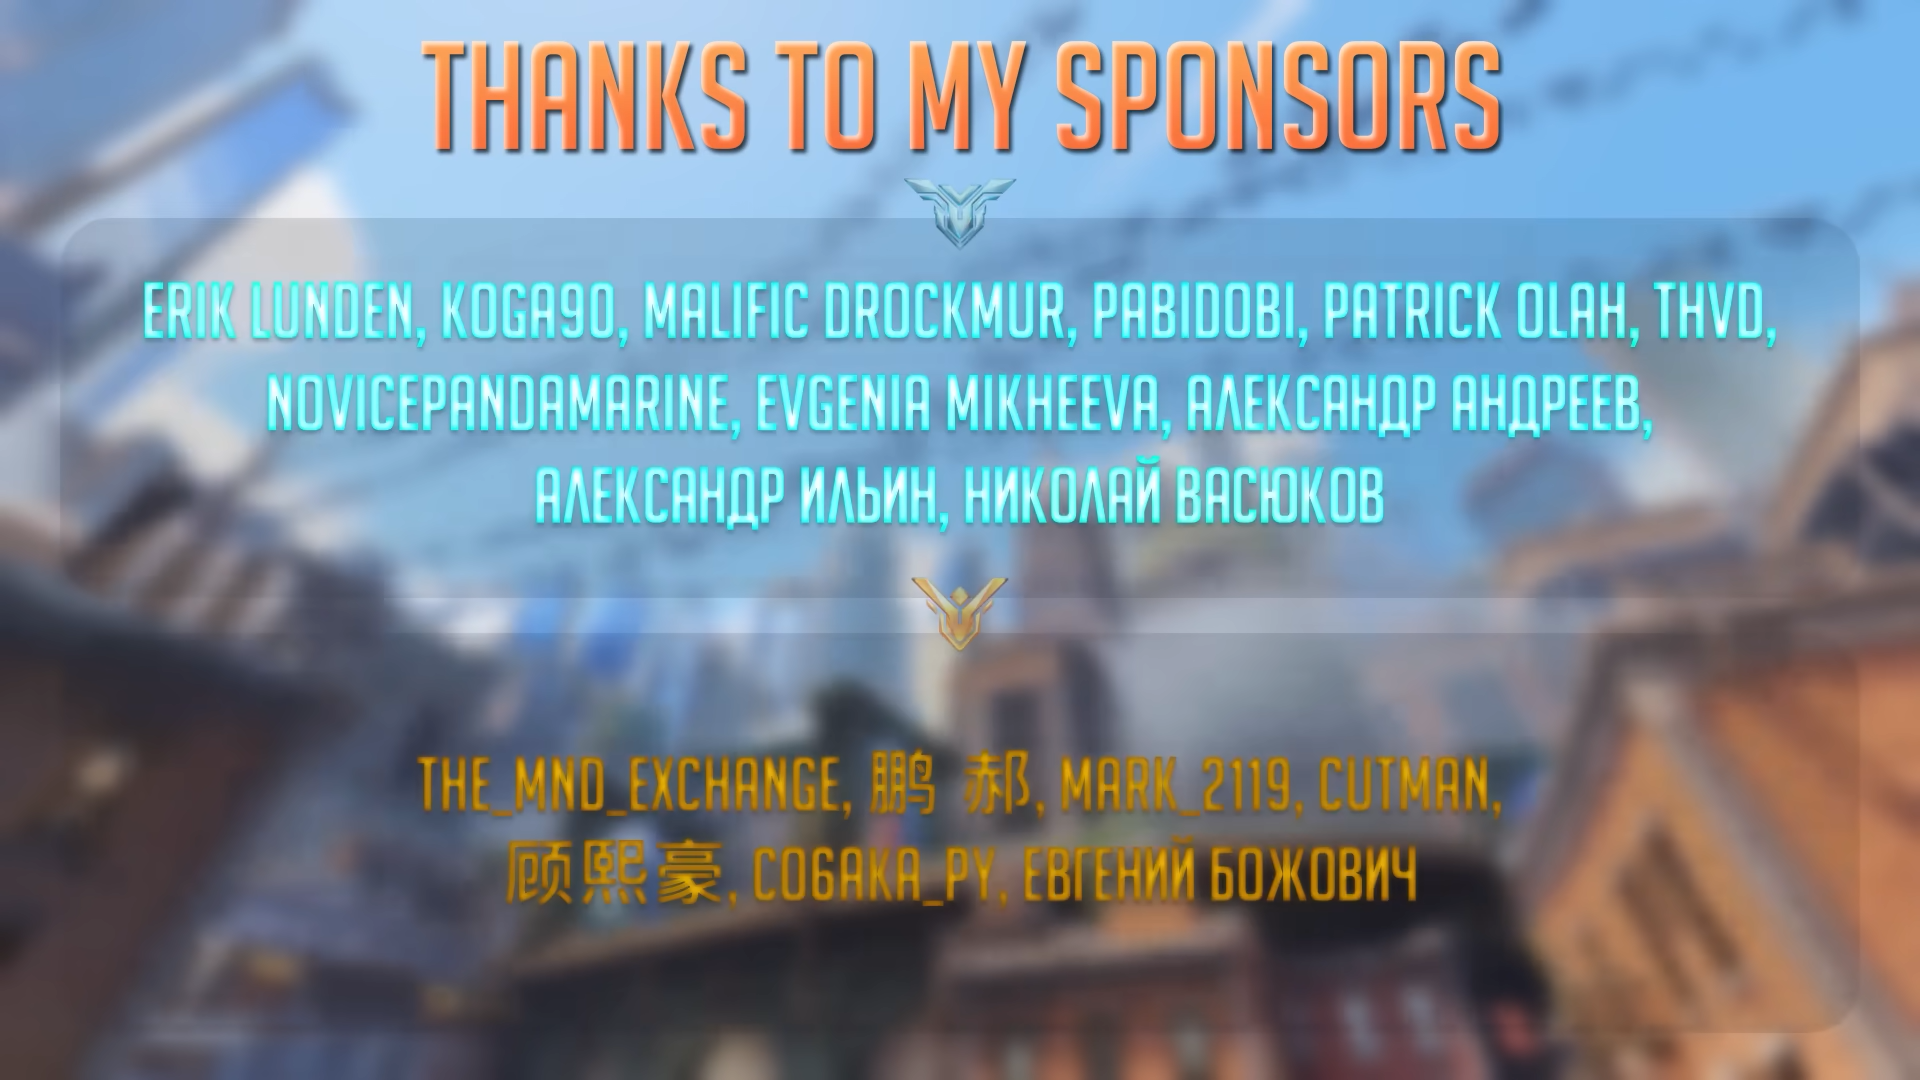 THANKS TO MY SPONSORS
ERIK LUNDEN, KOGA90, MALIFIC DROCKMUR, PABIDOBI, PATRICK OLAH, THVD,
NOVICEPANDAMARINE, EVGENIA MIKHEEVA, АЛЕКСАНДР АНДРЕЕВ,
АЛЕКСАНДР ИЛЬИН, НИКОЛАЙ ВАСЮКОВ
THE_MND_EXCHANGE, 鹏 郝, MARK_2119, CUTMAN,
顾熙豪, CO6AKA_PY, ЕВГЕНИЙ БОЖОВИЧ